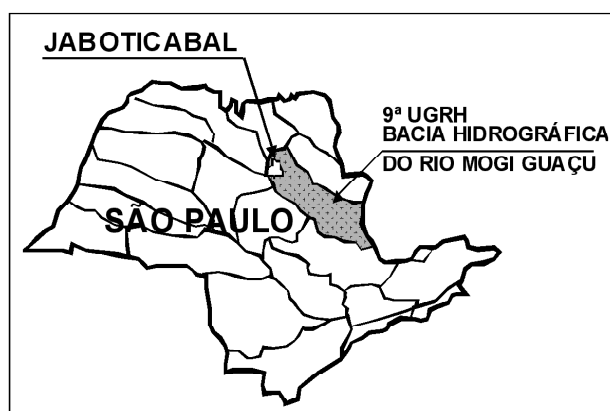 JABOTICABAL
9ª UGRH
BACIA HIDROGRÁFICA
DO RIO MOGI GUAÇU
SÃO PAULO